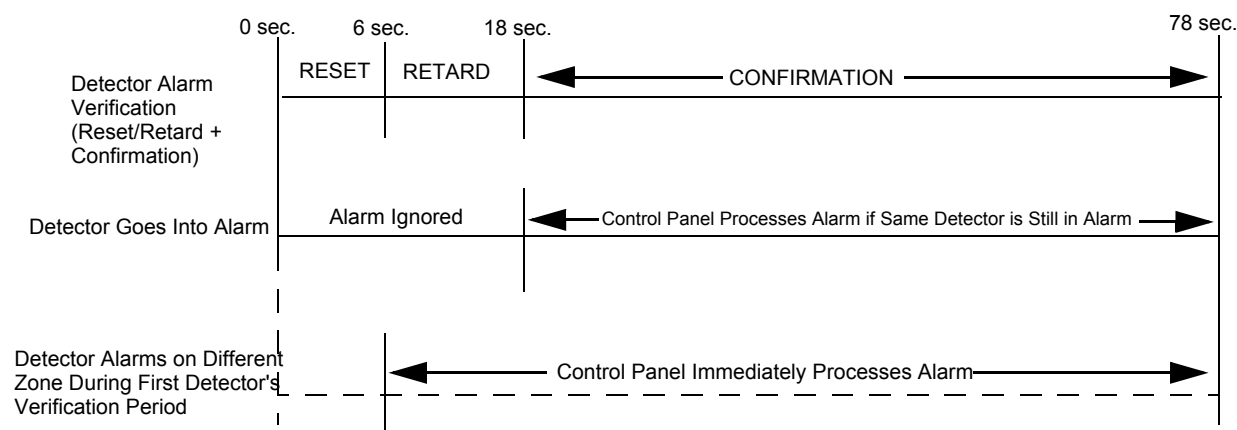 0 sec. 6 sec. 18 sec. 78 sec.
RESET RETARD CONFIRMATION
Detector Alarm
Verification
(Reset/Retard +
Confirmation)
Detector Goes Into Alarm Alarm Ignored Control Panel Processes Alarm if Same Detector is Still in Alarm
Detector Alarms on Different
Zone During First Detector's
Verification Period
Control Panel Immediately Processes Alarm